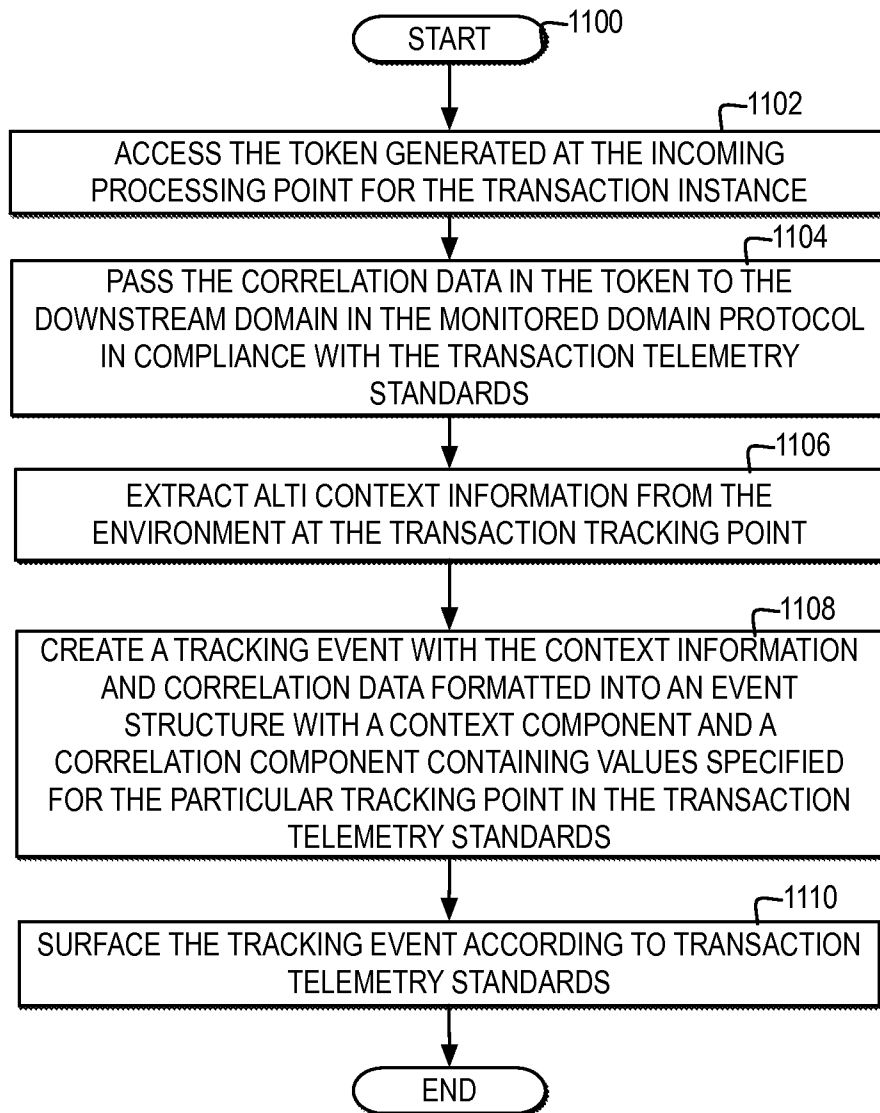 START
1100
1102
ACCESS THE TOKEN GENERATED AT THE INCOMING
PROCESSING POINT FOR THE TRANSACTION INSTANCE
1104
PASS THE CORRELATION DATA IN THE TOKEN TO THE
DOWNSTREAM DOMAIN IN THE MONITORED DOMAIN PROTOCOL
IN COMPLIANCE WITH THE TRANSACTION TELEMETRY
STANDARDS
1106
EXTRACT ALTI CONTEXT INFORMATION FROM THE
ENVIRONMENT AT THE TRANSACTION TRACKING POINT
1108
CREATE A TRACKING EVENT WITH THE CONTEXT INFORMATION
AND CORRELATION DATA FORMATTED INTO AN EVENT
STRUCTURE WITH A CONTEXT COMPONENT AND A
CORRELATION COMPONENT CONTAINING VALUES SPECIFIED
FOR THE PARTICULAR TRACKING POINT IN THE TRANSACTION
TELEMETRY STANDARDS
1110
SURFACE THE TRACKING EVENT ACCORDING TO TRANSACTION
TELEMETRY STANDARDS
END